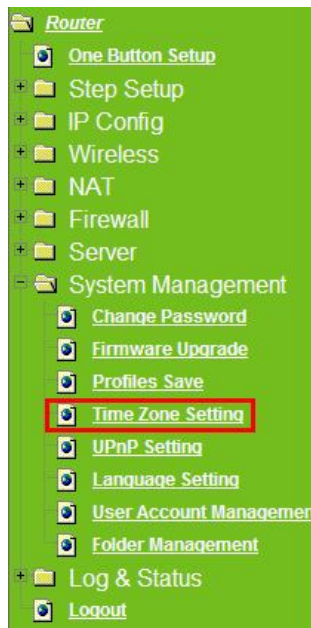 Router
One Button Setup
Step Setup
IP Config
Wireless
NAT
Firewall
Server
System Management
Change Password
Firmware Upgrade
Profiles Save
Time Zone Setting
UPnP Setting
Language Setting
User Account Managemen
Folder Management
Log & Status
Logout